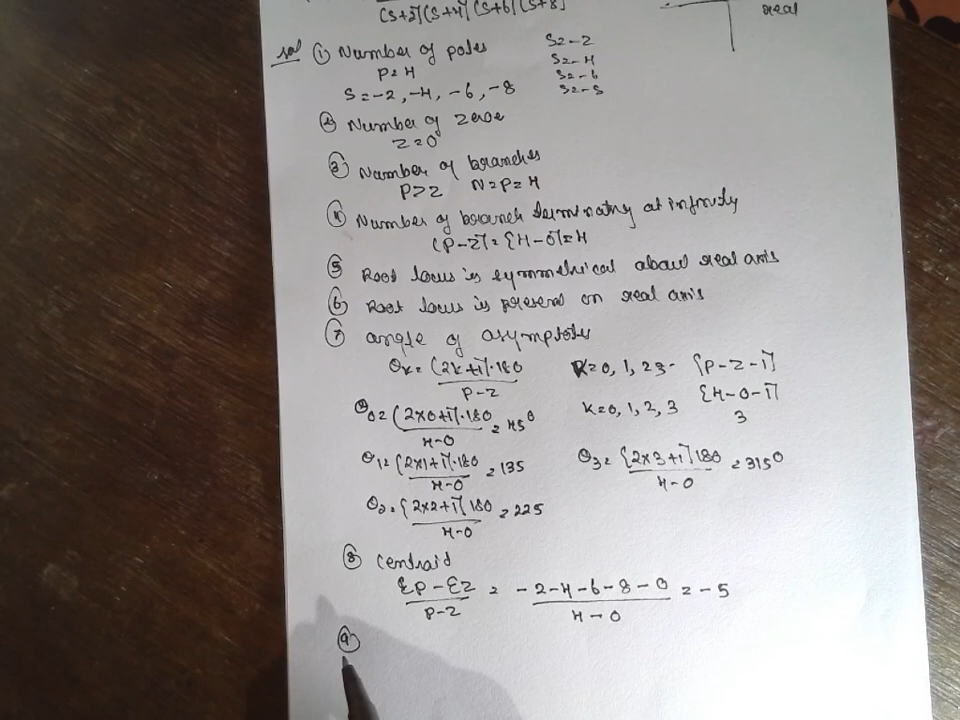 (s+2)(s+4)(s+6)(s+8)
real
sol ① Number of poles
P=4
S=-2, -4, -6, -8
S=-2
S=-4
S=-6
S=-8
② Number of zeroe
Z=0
③ Number of branches
P>Z N=P=4
④ Number of branch terminating at infinity
(P-Z)={4-0}=4
⑤ Root locus is symmetrical about real axis
⑥ Root locus is present on real axis
⑦ angle of asymptote
θk = (2k+1)·180 / P-Z K=0, 1, 2, 3- {P-Z-1}
θ0 = (2×0+1)·180 / 4-0 = 45° K=0, 1, 2, 3 {4-0-1} 3
θ1 = {2×1+1}·180 / 4-0 = 135 θ3 = {2×3+1}180 / 4-0 = 315°
θ2 = {2×2+1}180 / 4-0 = 225
⑧ centroid
ΣP - ΣZ / P-Z = -2-4-6-8-0 / 4-0 = -5
⑨